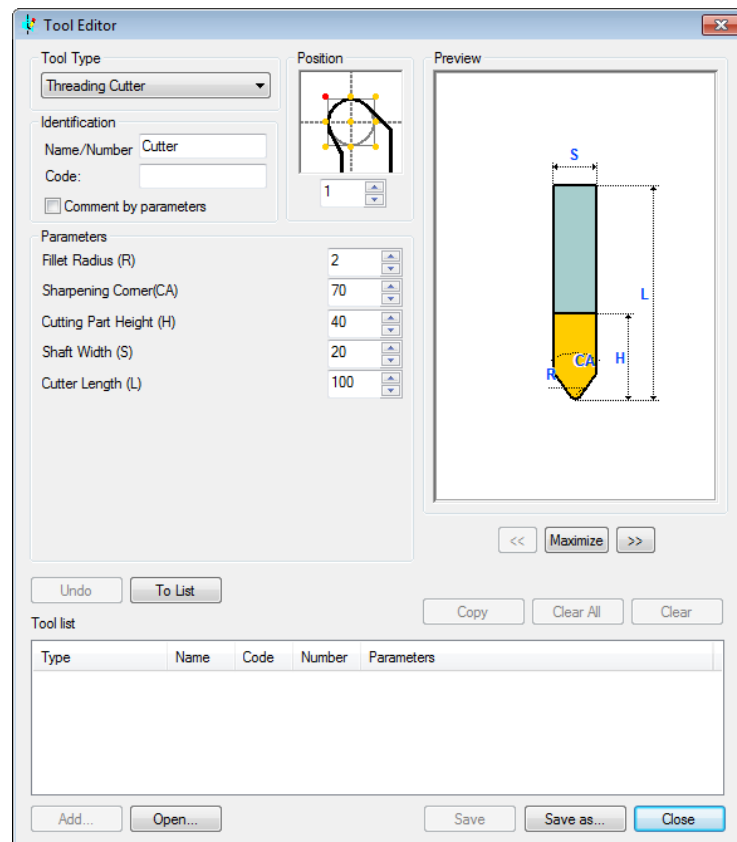 Tool Editor
Tool Type
Threading Cutter
Identification
Name/Number Cutter
Code:
Comment by parameters
Position
1
Parameters
Fillet Radius (R) 2
Sharpening Corner(CA) 70
Cutting Part Height (H) 40
Shaft Width (S) 20
Cutter Length (L) 100
Preview
S
L
H
CA
R
<< Maximize >>
Undo To List
Copy Clear All Clear
Tool list
Type Name Code Number Parameters
Add... Open... Save Save as... Close